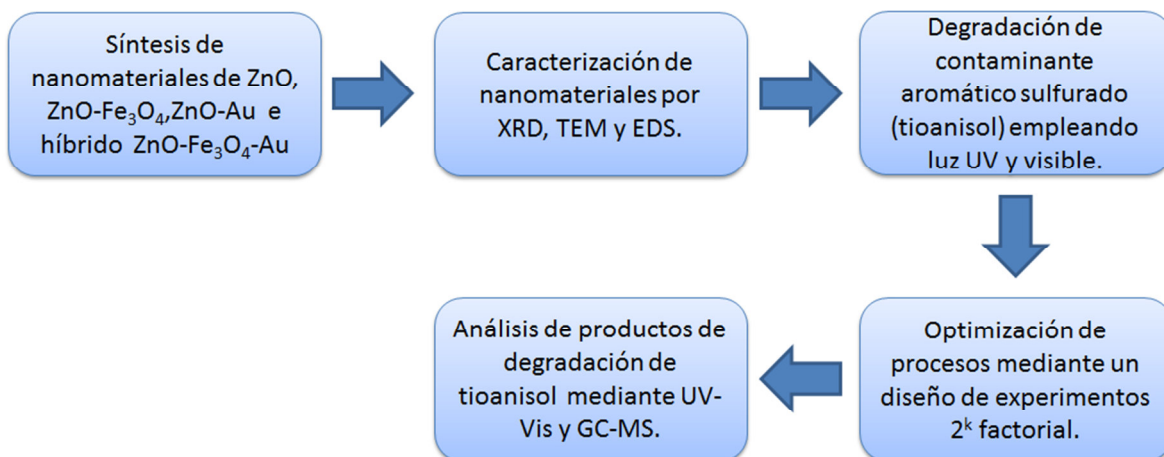 Síntesis de
nanomateriales de ZnO,
ZnO-Fe₃O₄,ZnO-Au e
híbrido ZnO-Fe₃O₄-Au
Caracterización de
nanomateriales por
XRD, TEM y EDS.
Degradación de
contaminante
aromático sulfurado
(tioanisol) empleando
luz UV y visible.
Optimización de
procesos mediante un
diseño de experimentos
2ᵏ factorial.
Análisis de productos de
degradación de
tioanisol mediante UV-
Vis y GC-MS.